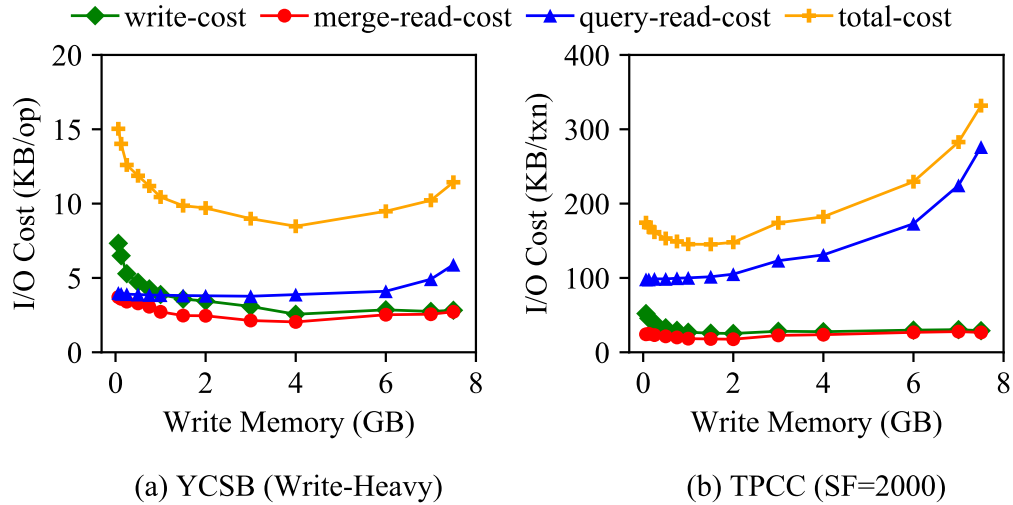 write-cost merge-read-cost query-read-cost total-cost
20
15
10
5
0
I/O Cost (KB/op)
0 2 4 6 8
Write Memory (GB)
(a) YCSB (Write-Heavy)
400
300
200
100
0
I/O Cost (KB/txn)
0 2 4 6 8
Write Memory (GB)
(b) TPCC (SF=2000)